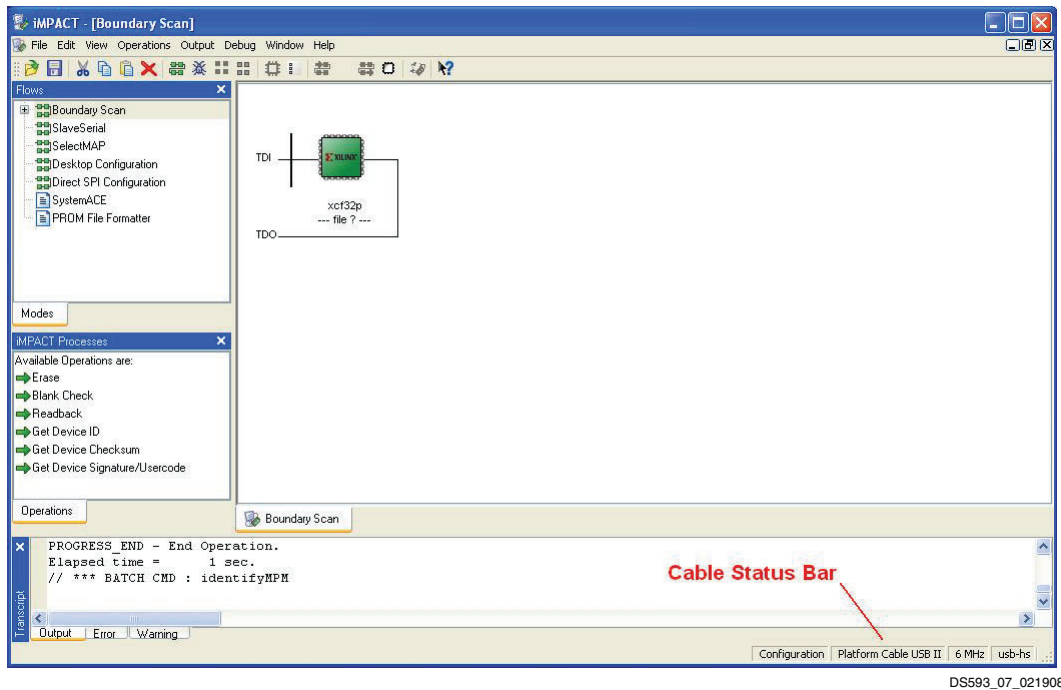 iMPACT - [Boundary Scan]
File Edit View Operations Output Debug Window Help
Flows
Boundary Scan
SlaveSerial
SelectMAP
Desktop Configuration
Direct SPI Configuration
SystemACE
PROM File Formatter
Modes
iMPACT Processes
Available Operations are:
Erase
Blank Check
Readback
Get Device ID
Get Device Checksum
Get Device Signature/Usercode
Operations
TDI
XILINX
xcf32p
--- file ? ---
TDO
Boundary Scan
PROGRESS_END - End Operation.
Elapsed time = 1 sec.
// *** BATCH CMD : identifyMPM
Cable Status Bar
Transcript
Output Error Warning
Configuration Platform Cable USB II 6 MHz usb-hs
DS593_07_021908